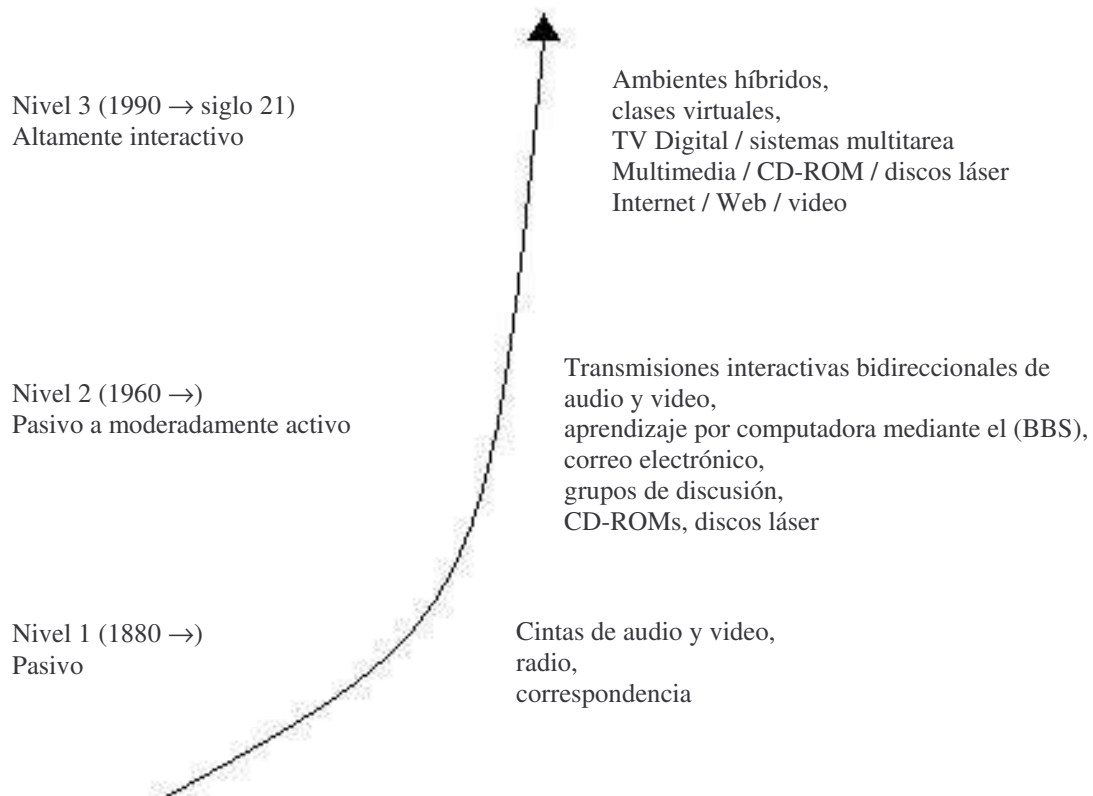 Nivel 3 (1990 → siglo 21)
Altamente interactivo
Ambientes híbridos,
clases virtuales,
TV Digital / sistemas multitarea
Multimedia / CD-ROM / discos láser
Internet / Web / video
Nivel 2 (1960 →)
Pasivo a moderadamente activo
Transmisiones interactivas bidireccionales de
audio y video,
aprendizaje por computadora mediante el (BBS),
correo electrónico,
grupos de discusión,
CD-ROMs, discos láser
Nivel 1 (1880 →)
Pasivo
Cintas de audio y video,
radio,
correspondencia